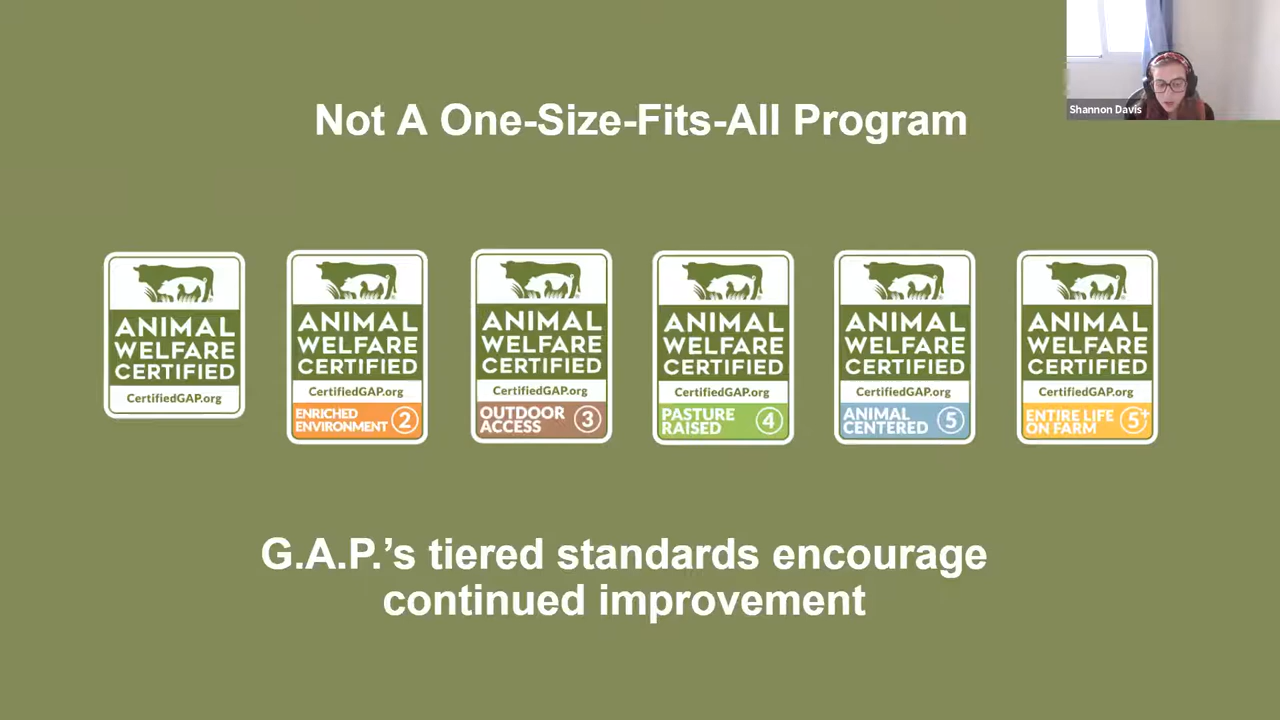 Shannon Davis
Not A One-Size-Fits-All Program
ANIMAL
WELFARE
CERTIFIED
CertifiedGAP.org
ANIMAL
WELFARE
CERTIFIED
CertifiedGAP.org
ENRICHED
ENVIRONMENT 2
ANIMAL
WELFARE
CERTIFIED
CertifiedGAP.org
OUTDOOR
ACCESS 3
ANIMAL
WELFARE
CERTIFIED
CertifiedGAP.org
PASTURE
RAISED 4
ANIMAL
WELFARE
CERTIFIED
CertifiedGAP.org
ANIMAL
CENTERED 5
ANIMAL
WELFARE
CERTIFIED
CertifiedGAP.org
ENTIRE LIFE
ON FARM 5+
G.A.P.’s tiered standards encourage
continued improvement